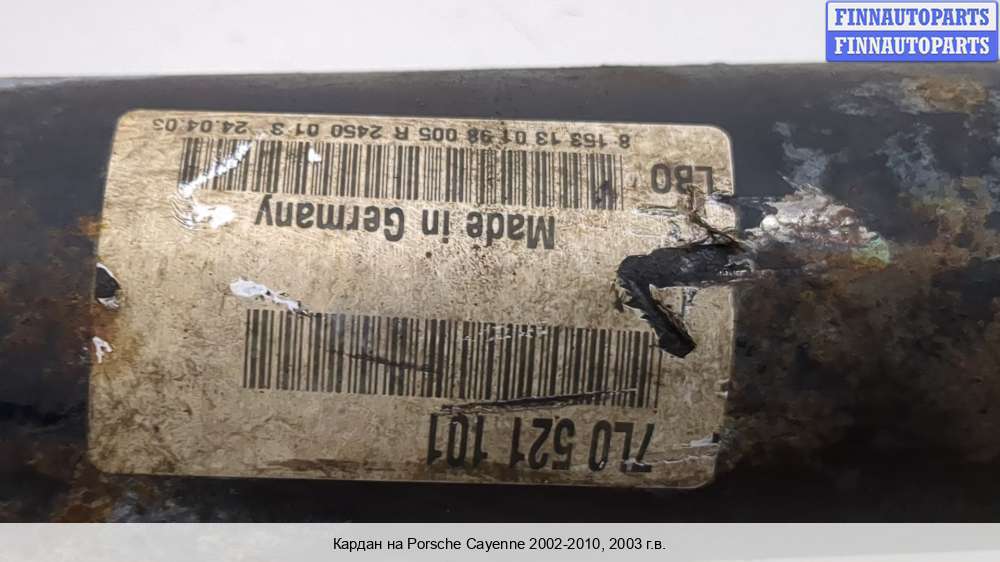 FINNAUTOPARTS
FINNAUTOPARTS
7L0 521 101
Made in Germany
LBO
8 153 13 01 98 005 R 2450 01 3 24.04.03
Кардан на Porsche Cayenne 2002-2010, 2003 г.в.